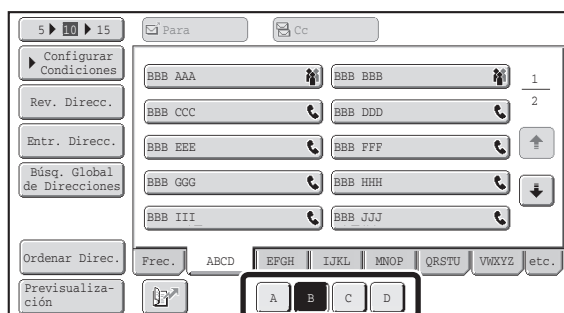 5 10 15
Para
Cc
Configurar
Condiciones
Rev. Direcc.
Entr. Direcc.
Búsq. Global
de Direcciones
Ordenar Direc.
Previsualiza-
ción
BBB AAA
BBB BBB
BBB CCC
BBB DDD
BBB EEE
BBB FFF
BBB GGG
BBB HHH
BBB III
BBB JJJ
1
2
Frec.
ABCD
EFGH
IJKL
MNOP
QRSTU
VWXYZ
etc.
A
B
C
D